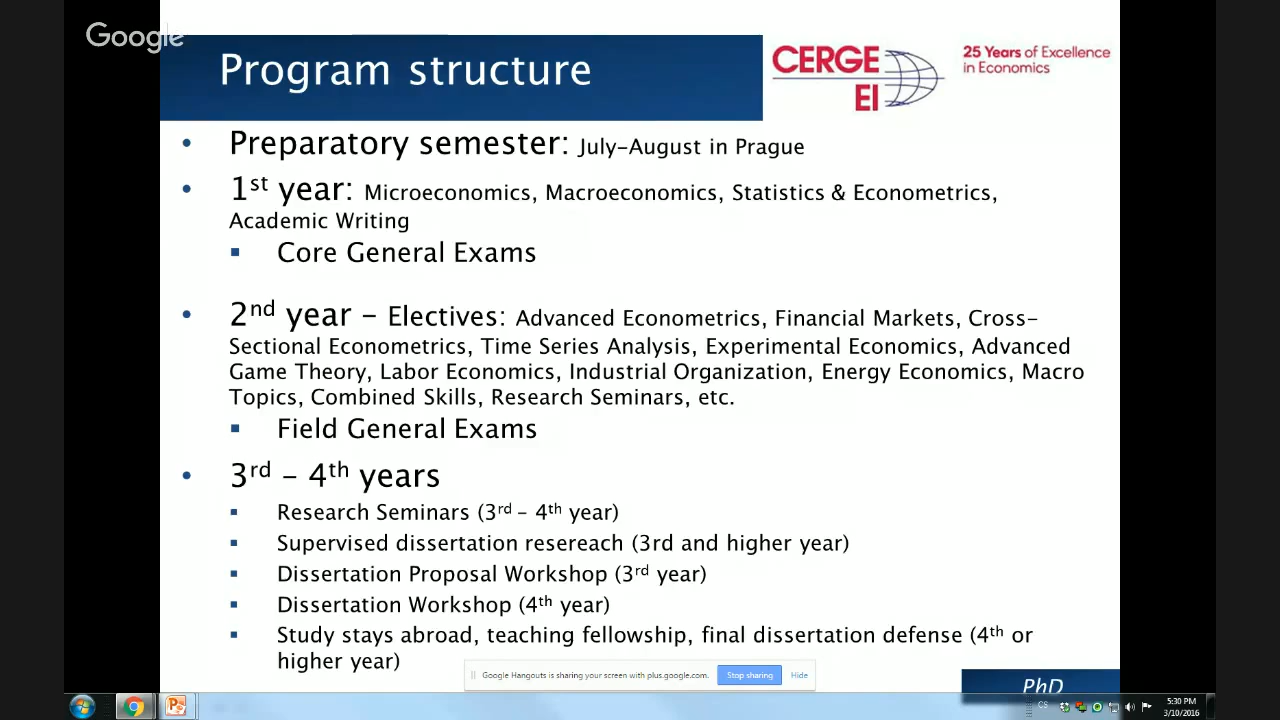 Google
Program structure
CERGE
EI
25 Years of Excellence
in Economics
• Preparatory semester: July–August in Prague
• 1st year: Microeconomics, Macroeconomics, Statistics & Econometrics,
Academic Writing
▪ Core General Exams
• 2nd year – Electives: Advanced Econometrics, Financial Markets, Cross-
Sectional Econometrics, Time Series Analysis, Experimental Economics, Advanced
Game Theory, Labor Economics, Industrial Organization, Energy Economics, Macro
Topics, Combined Skills, Research Seminars, etc.
▪ Field General Exams
• 3rd – 4th years
▪ Research Seminars (3rd – 4th year)
▪ Supervised dissertation resereach (3rd and higher year)
▪ Dissertation Proposal Workshop (3rd year)
▪ Dissertation Workshop (4th year)
▪ Study stays abroad, teaching fellowship, final dissertation defense (4th or
higher year)
Google Hangouts is sharing your screen with plus.google.com. Stop sharing Hide
PhD
CS
5:30 PM
3/10/2016